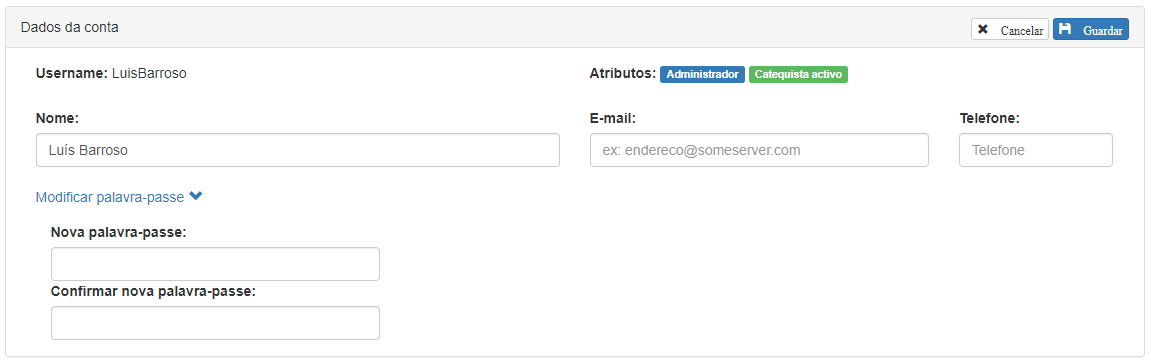 Dados da conta
Cancelar
Guardar
Username: LuisBarroso
Atributos: Administrador Catequista activo
Nome:
E-mail:
Telefone:
Luís Barroso
ex: endereco@someserver.com
Telefone
Modificar palavra-passe
Nova palavra-passe:
Confirmar nova palavra-passe: